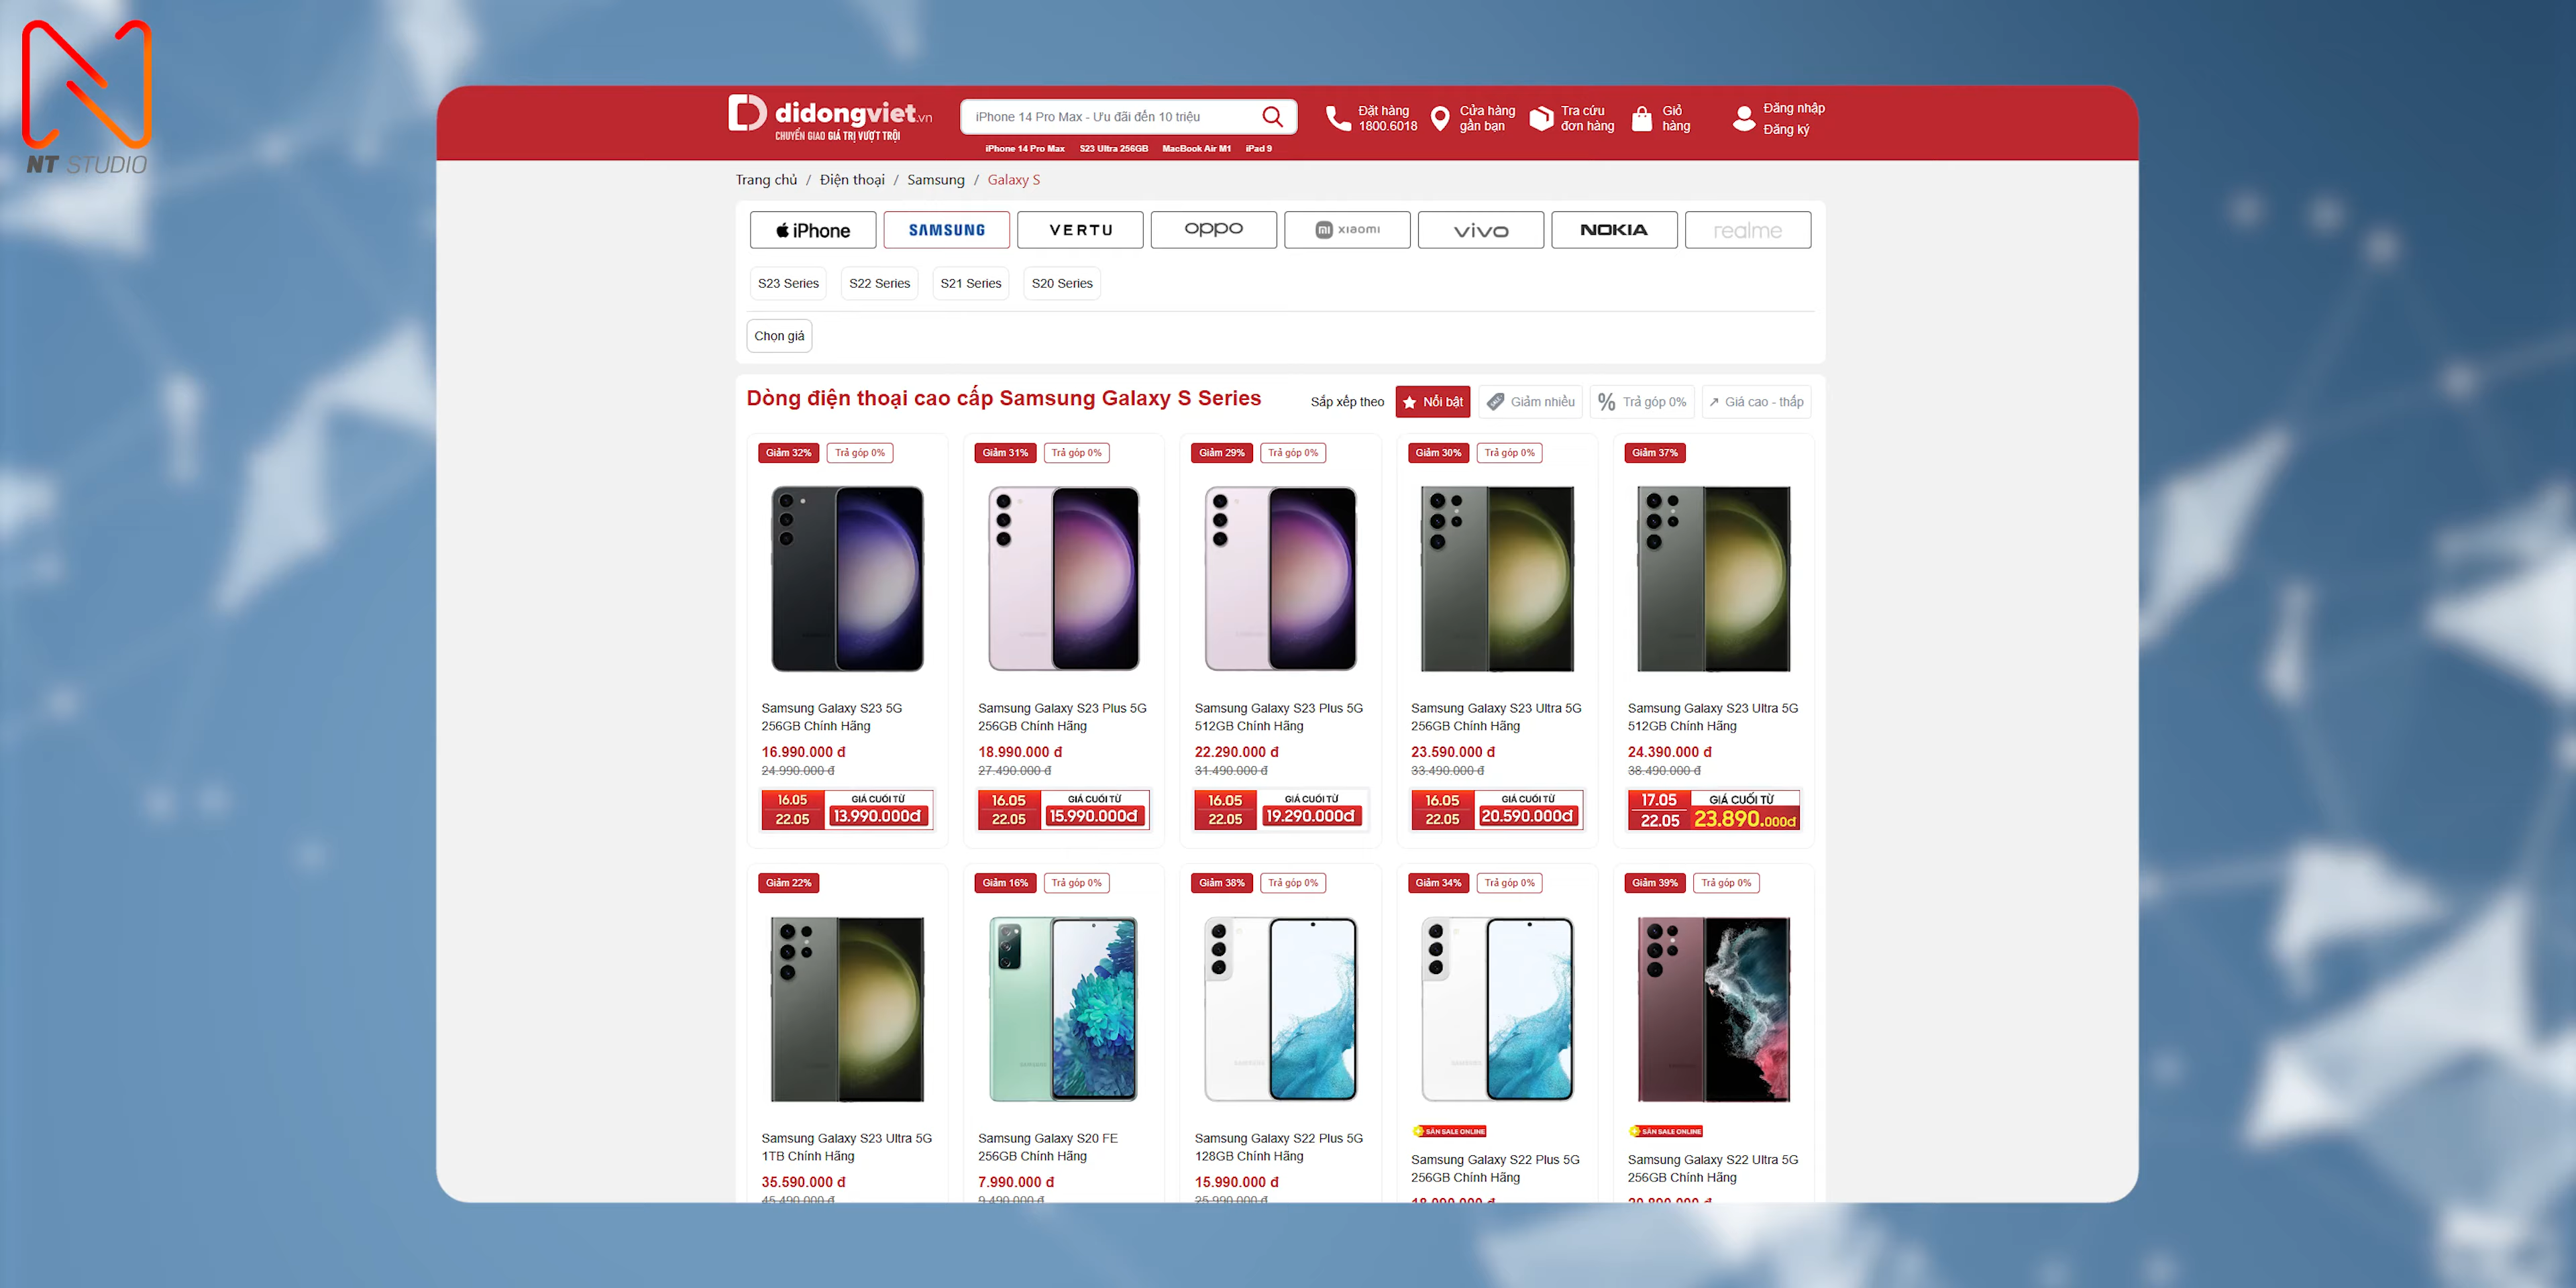 NT STUDIO
didongviet.vn
CHUYỂN GIAO GIÁ TRỊ VƯỢT TRỘI
iPhone 14 Pro Max - Ưu đãi đến 10 triệu
iPhone 14 Pro Max S23 Ultra 256GB MacBook Air M1 iPad 9
Đặt hàng
1800.6018
Cửa hàng
gần bạn
Tra cứu
đơn hàng
Giỏ
hàng
Đăng nhập
Đăng ký
Trang chủ / Điện thoại / Samsung / Galaxy S
iPhone SAMSUNG VERTU oppo xiaomi vivo NOKIA realme
S23 Series S22 Series S21 Series S20 Series
Chọn giá
Dòng điện thoại cao cấp Samsung Galaxy S Series
Sắp xếp theo Nổi bật Giảm nhiều Trả góp 0% Giá cao - thấp
Giảm 32% Trả góp 0%
Samsung Galaxy S23 5G
256GB Chính Hãng
16.990.000 đ
24.990.000 đ
16.05
22.05
GIÁ CUỐI TỪ
13.990.000đ
Giảm 31% Trả góp 0%
Samsung Galaxy S23 Plus 5G
256GB Chính Hãng
18.990.000 đ
27.490.000 đ
16.05
22.05
GIÁ CUỐI TỪ
15.990.000đ
Giảm 29% Trả góp 0%
Samsung Galaxy S23 Plus 5G
512GB Chính Hãng
22.290.000 đ
31.490.000 đ
16.05
22.05
GIÁ CUỐI TỪ
19.290.000đ
Giảm 30% Trả góp 0%
Samsung Galaxy S23 Ultra 5G
256GB Chính Hãng
23.590.000 đ
33.490.000 đ
16.05
22.05
GIÁ CUỐI TỪ
20.590.000đ
Giảm 37%
Samsung Galaxy S23 Ultra 5G
512GB Chính Hãng
24.390.000 đ
38.490.000 đ
17.05
22.05
GIÁ CUỐI TỪ
23.890.000đ
Giảm 22%
Samsung Galaxy S23 Ultra 5G
1TB Chính Hãng
35.590.000 đ
45.490.000 đ
Giảm 16% Trả góp 0%
Samsung Galaxy S20 FE
256GB Chính Hãng
7.990.000 đ
9.490.000 đ
Giảm 38% Trả góp 0%
Samsung Galaxy S22 Plus 5G
128GB Chính Hãng
15.990.000 đ
25.990.000 đ
Giảm 34% Trả góp 0%
SĂN SALE ONLINE
Samsung Galaxy S22 Plus 5G
256GB Chính Hãng
Giảm 39% Trả góp 0%
SĂN SALE ONLINE
Samsung Galaxy S22 Ultra 5G
256GB Chính Hãng